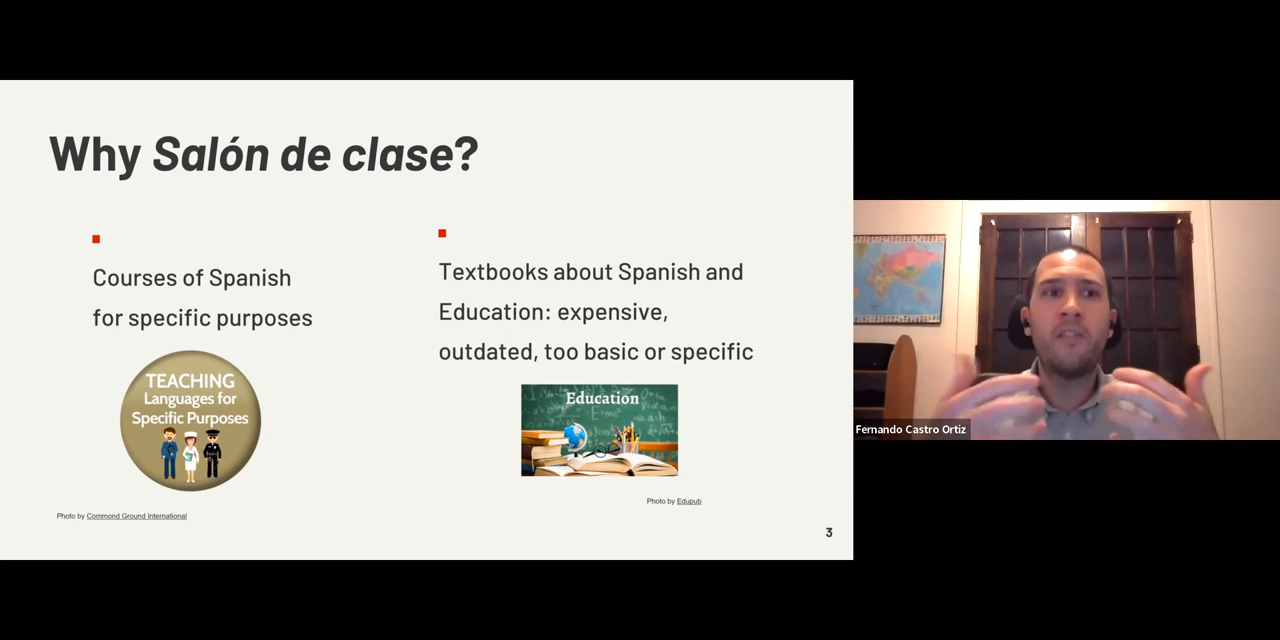 Why Salón de clase?
Courses of Spanish
for specific purposes
TEACHING
Languages for
Specific Purposes
Photo by Commond Ground International
Textbooks about Spanish and
Education: expensive,
outdated, too basic or specific
Education
Photo by Edupub
3
Fernando Castro Ortiz